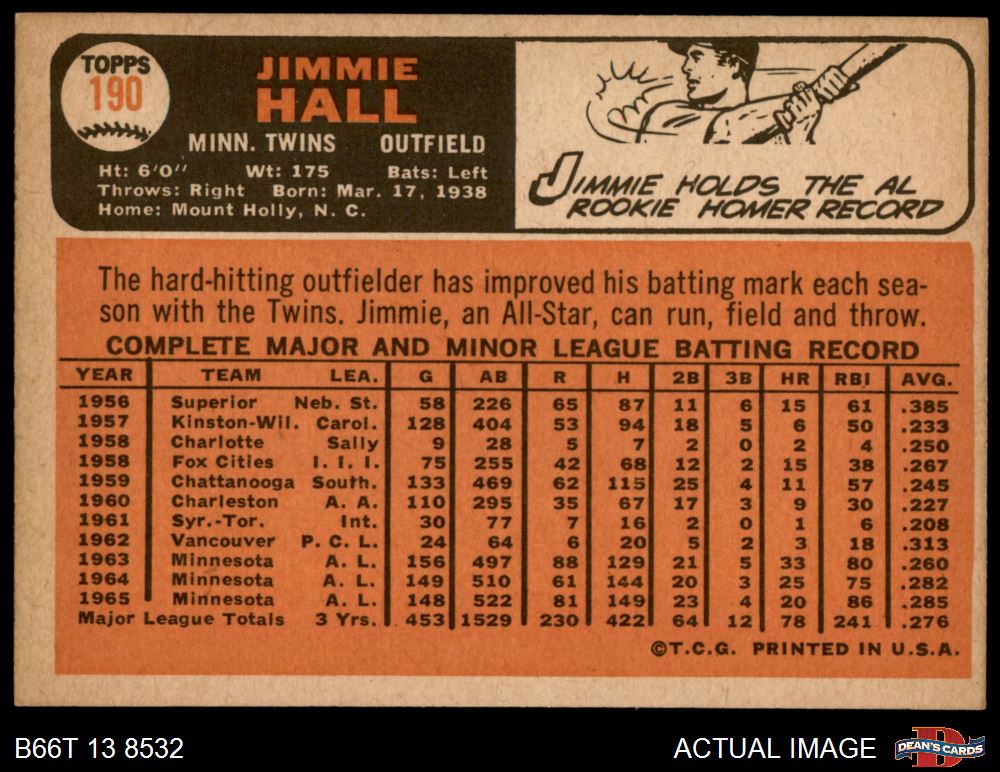 TOPPS
190
JIMMIE
HALL
MINN. TWINS OUTFIELD
Ht: 6'0" Wt: 175 Bats: Left
Throws: Right Born: Mar. 17, 1938
Home: Mount Holly, N. C.
JIMMIE HOLDS THE AL
ROOKIE HOMER RECORD
The hard-hitting outfielder has improved his batting mark each sea-
son with the Twins. Jimmie, an All-Star, can run, field and throw.
COMPLETE MAJOR AND MINOR LEAGUE BATTING RECORD
YEAR TEAM LEA. G AB R H 2B 3B HR RBI AVG.
1956 Superior Neb. St. 58 226 65 87 11 6 15 61 .385
1957 Kinston-Wil. Carol. 128 404 53 94 18 5 6 50 .233
1958 Charlotte Sally 9 28 5 7 2 0 2 4 .250
1958 Fox Cities I. I. I. 75 255 42 68 12 2 15 38 .267
1959 Chattanooga South. 133 469 62 115 25 4 11 57 .245
1960 Charleston A. A. 110 295 35 67 17 3 9 30 .227
1961 Syr.-Tor. Int. 30 77 7 16 2 0 1 6 .208
1962 Vancouver P. C. L. 24 64 6 20 5 2 3 18 .313
1963 Minnesota A. L. 156 497 88 129 21 5 33 80 .260
1964 Minnesota A. L. 149 510 61 144 20 3 25 75 .282
1965 Minnesota A. L. 148 522 81 149 23 4 20 86 .285
Major League Totals 3 Yrs. 453 1529 230 422 64 12 78 241 .276
©T.C.G. PRINTED IN U.S.A.
B66T 13 8532 ACTUAL IMAGE
D
DEAN'S CARDS